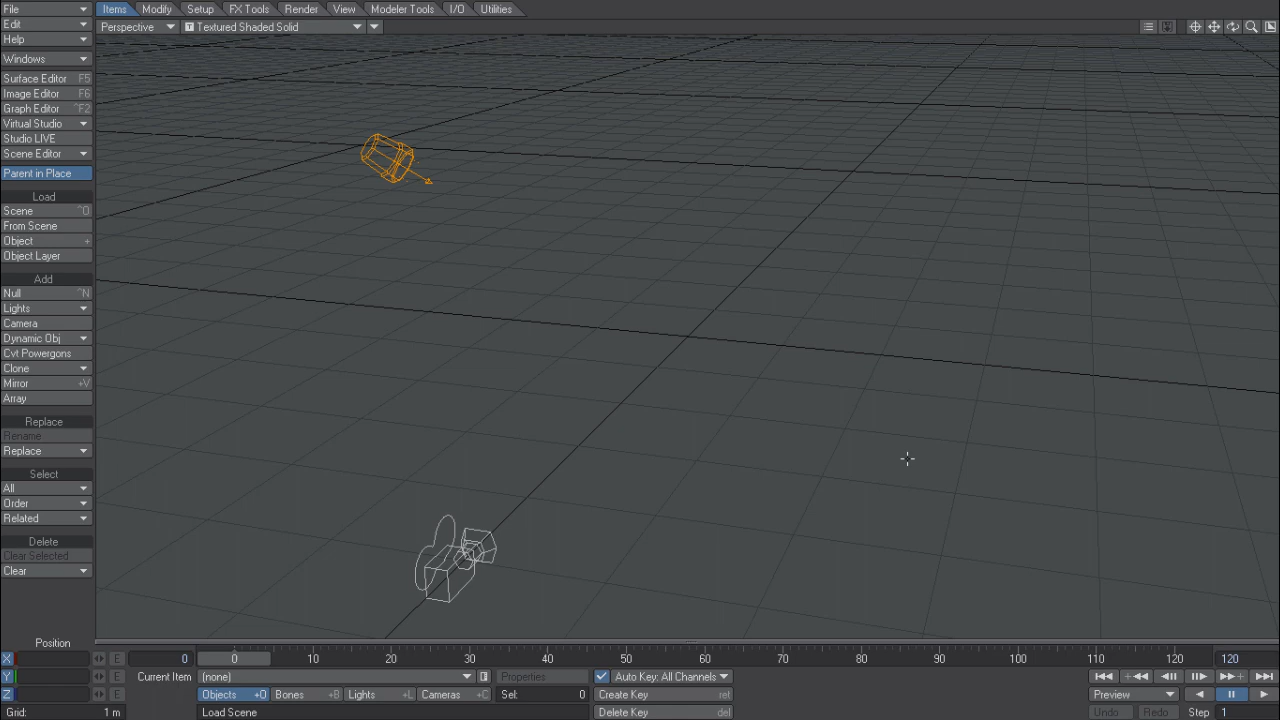 File Items Modify Setup FX Tools Render View Modeler Tools I/O Utilities
Edit Perspective Textured Shaded Solid
Help
Windows
Surface Editor F5
Image Editor F6
Graph Editor ^F2
Virtual Studio
Studio LIVE
Scene Editor
Parent in Place
Load
Scene ^O
From Scene
Object +
Object Layer
Add
Null ^N
Lights
Camera
Dynamic Obj
Cvt Powergons
Clone
Mirror +V
Array
Replace
Rename
Replace
Select
All
Order
Related
Delete
Clear Selected
Clear
Position
X E 0 0 10 20 30 40 50 60 70 80 90 100 110 120 120
Y E Current Item (none) Properties Auto Key: All Channels
Z E Objects +O Bones +B Lights +L Cameras +C Sel: 0 Create Key ret Preview
Grid: 1 m Load Scene Delete Key del Undo Redo Step 1